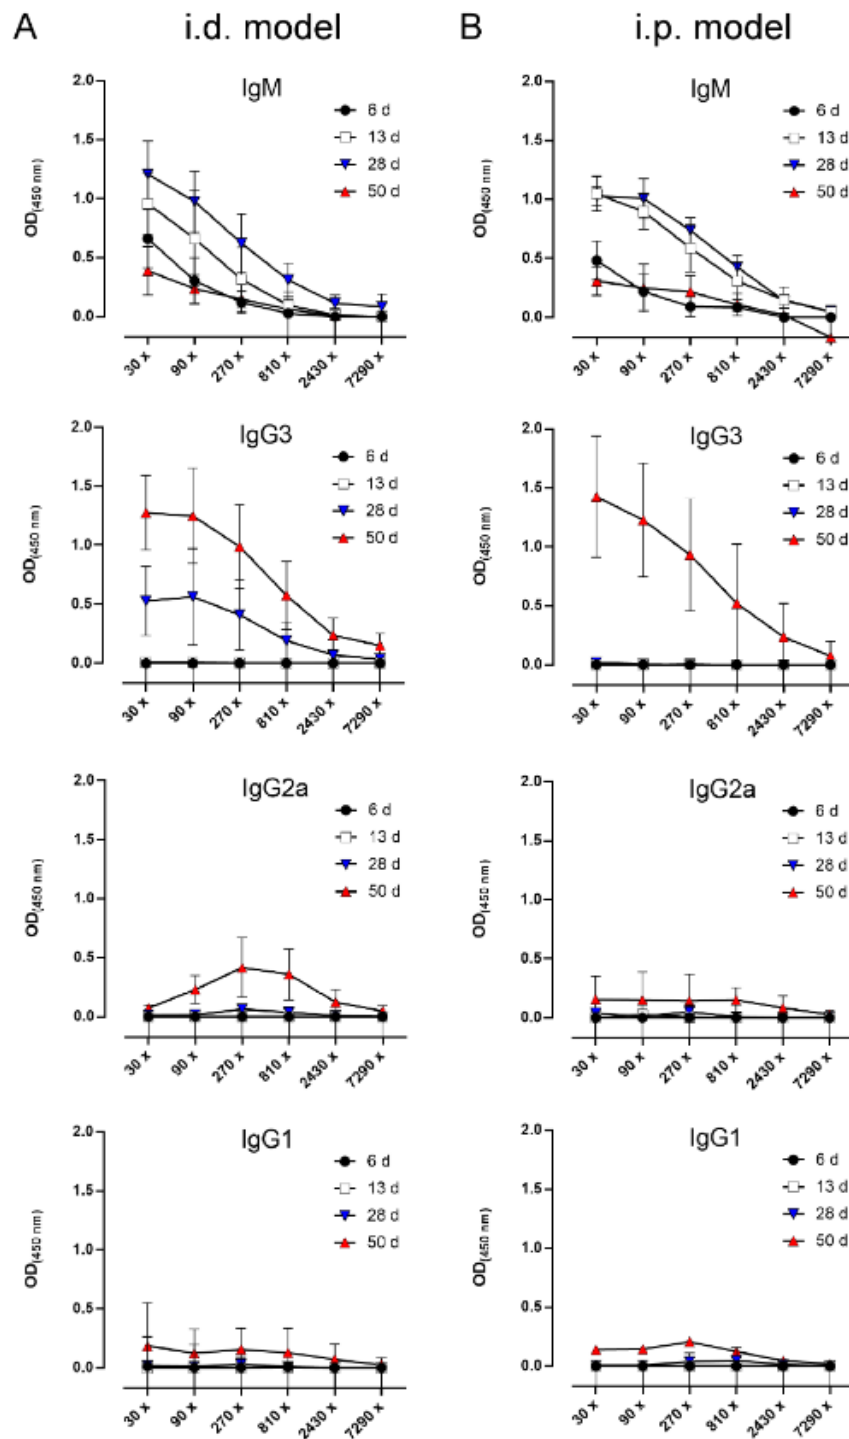 A i.d. model
B i.p. model
IgM
2.0
1.5
1.0
0.5
0.0
OD(450 nm)
6 d
13 d
28 d
50 d
30 x
90 x
270 x
810 x
2430 x
7290 x
IgM
2.0
1.5
1.0
0.5
0.0
OD(450 nm)
6 d
13 d
28 d
50 d
30 x
90 x
270 x
810 x
2430 x
7290 x
IgG3
2.0
1.5
1.0
0.5
0.0
OD(450 nm)
6 d
13 d
28 d
50 d
30 x
90 x
270 x
810 x
2430 x
7290 x
IgG3
2.0
1.5
1.0
0.5
0.0
OD(450 nm)
6 d
13 d
28 d
50 d
30 x
90 x
270 x
810 x
2430 x
7290 x
IgG2a
2.0
1.5
1.0
0.5
0.0
OD(450 nm)
6 d
13 d
28 d
50 d
30 x
90 x
270 x
810 x
2430 x
7290 x
IgG2a
2.0
1.5
1.0
0.5
0.0
OD(450 nm)
6 d
13 d
28 d
50 d
30 x
90 x
270 x
810 x
2430 x
7290 x
IgG1
2.0
1.5
1.0
0.5
0.0
OD(450 nm)
6 d
13 d
28 d
50 d
30 x
90 x
270 x
810 x
2430 x
7290 x
IgG1
2.0
1.5
1.0
0.5
0.0
OD(450 nm)
6 d
13 d
28 d
50 d
30 x
90 x
270 x
810 x
2430 x
7290 x